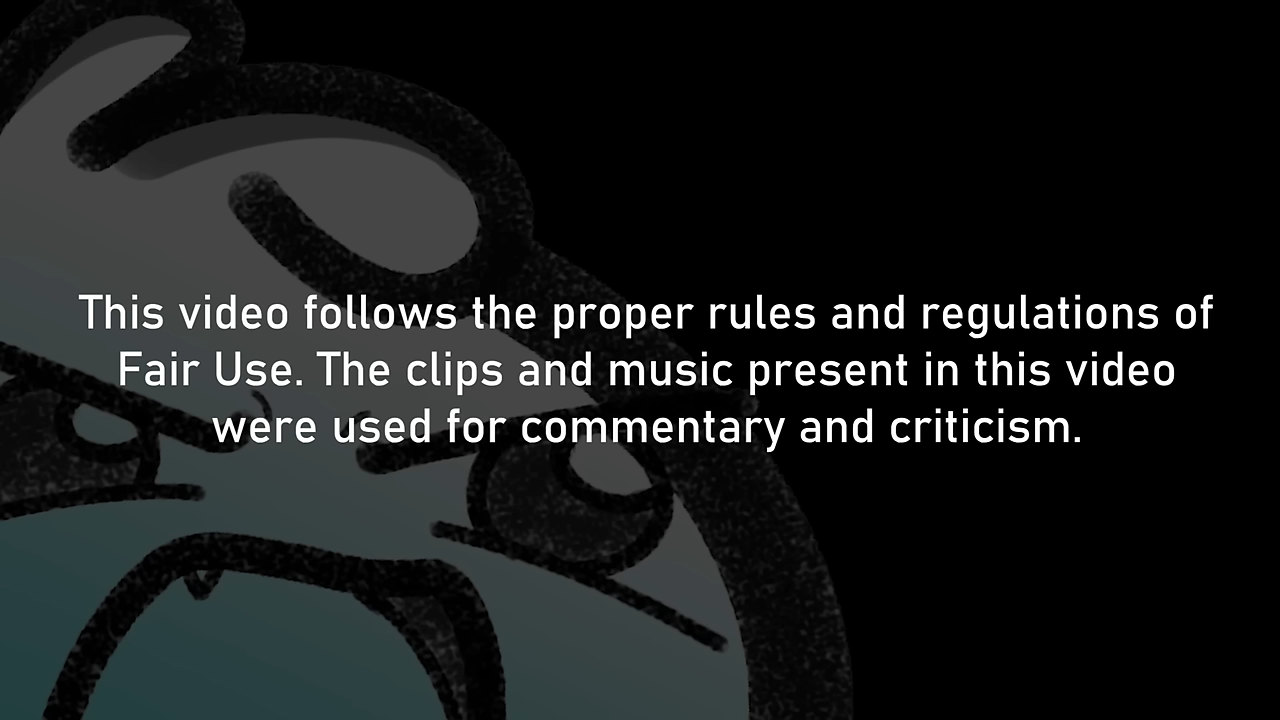 This video follows the proper rules and regulations of
Fair Use. The clips and music present in this video
were used for commentary and criticism.